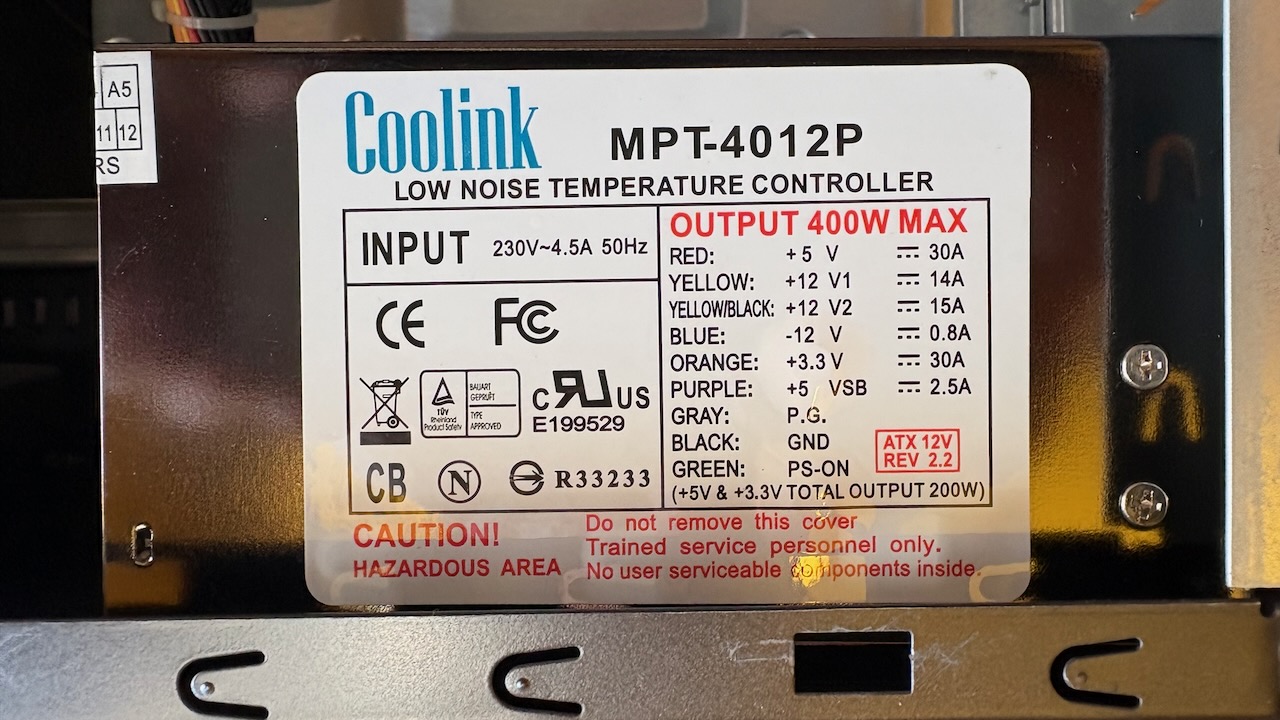 A5
11 12
RS
Coolink
MPT-4012P
LOW NOISE TEMPERATURE CONTROLLER
INPUT 230V~4.5A 50Hz
CE FC
TÜV
Rheinland
Product Safety
BAUART
GEPRÜFT
TYPE
APPROVED
c RU US
E199529
CB N R33233
OUTPUT 400W MAX
RED: +5 V ⎓ 30A
YELLOW: +12 V1 ⎓ 14A
YELLOW/BLACK: +12 V2 ⎓ 15A
BLUE: -12 V ⎓ 0.8A
ORANGE: +3.3 V ⎓ 30A
PURPLE: +5 VSB ⎓ 2.5A
GRAY: P.G.
BLACK: GND
GREEN: PS-ON
ATX 12V
REV 2.2
(+5V & +3.3V TOTAL OUTPUT 200W)
CAUTION!
HAZARDOUS AREA
Do not remove this cover
Trained service personnel only.
No user serviceable components inside.